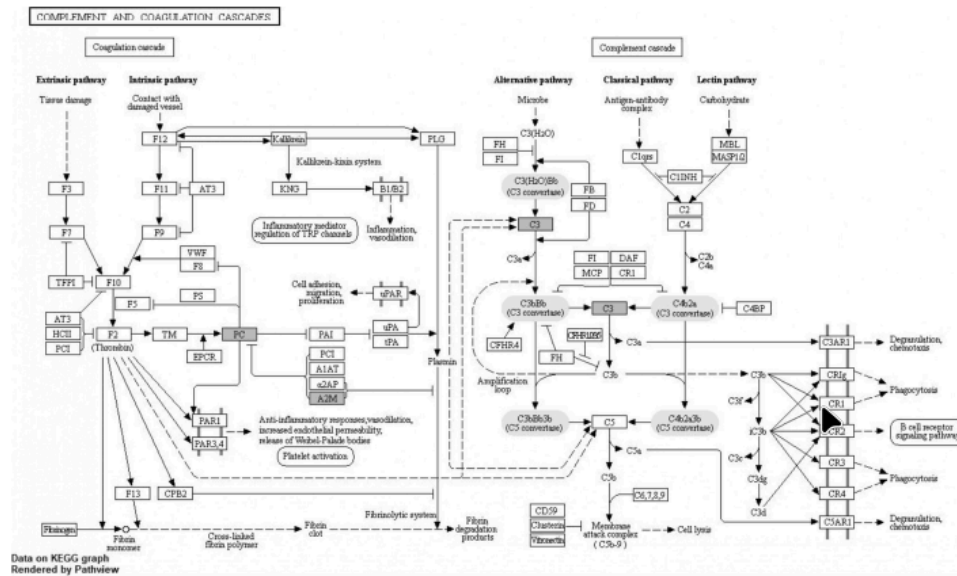 COMPLEMENT AND COAGULATION CASCADES
Coagulation cascade
Complement cascade
Extrinsic pathway
Intrinsic pathway
Alternative pathway
Classical pathway
Lectin pathway
Tissue damage
Contact with
damaged vessel
Microbe
Antigen-antibody
complex
Carbohydrate
F12
Kallikrein
PLG
C3(H2O)
FH
FI
C1qrs
MBL
MASP1/2
Kallikrein-kinin system
C1INH
F3
F11
AT3
KNG
B1/B2
C3(H2O)Bb
(C3 convertase)
FB
FD
C2
C4
F7
F9
Inflammatory mediator
regulation of TRP channels
Inflammation,
vasodilation
C3
VWF
F8
C3a
FI
DAF
MCP
CR1
C2b
C4a
TFPI
F10
F5
PS
Cell adhesion,
migration,
proliferation
uPAR
C3bBb
(C3 convertase)
C3
C4b2a
(C3 convertase)
C4BP
AT3
HCII
PCI
F2
(Thrombin)
TM
PC
PAI
uPA
tPA
EPCR
CFHR4
FH
C3a
C3AR1
Degranulation,
chemotaxis
PCI
A1AT
α2AP
A2M
Plasmin
Amplification
loop
C3b
C3b
CRIg
Phagocytosis
C3f
CR1
PAR1
PAR3,4
Anti-inflammatory responses,vasodilation,
increased endothelial permeability,
release of Weibel-Palade bodies
Platelet activation
C3bBb3b
(C5 convertase)
C5
C4b2a3b
(C5 convertase)
iC3b
CR2
B cell receptor
signaling pathway
C5a
C3c
CR3
C3dg
Phagocytosis
F13
CPB2
C5b
C6,7,8,9
C3d
CR4
Fibrinolytic system
CD59
Clusterin
Vitronectin
Membrane
attack complex
(C5b-9)
Cell lysis
C5AR1
Degranulation,
chemotaxis
Fibrinogen
Fibrin
monomer
Cross-linked
fibrin polymer
Fibrin
clot
Fibrin
degradation
products
Data on KEGG graph
Rendered by Pathview